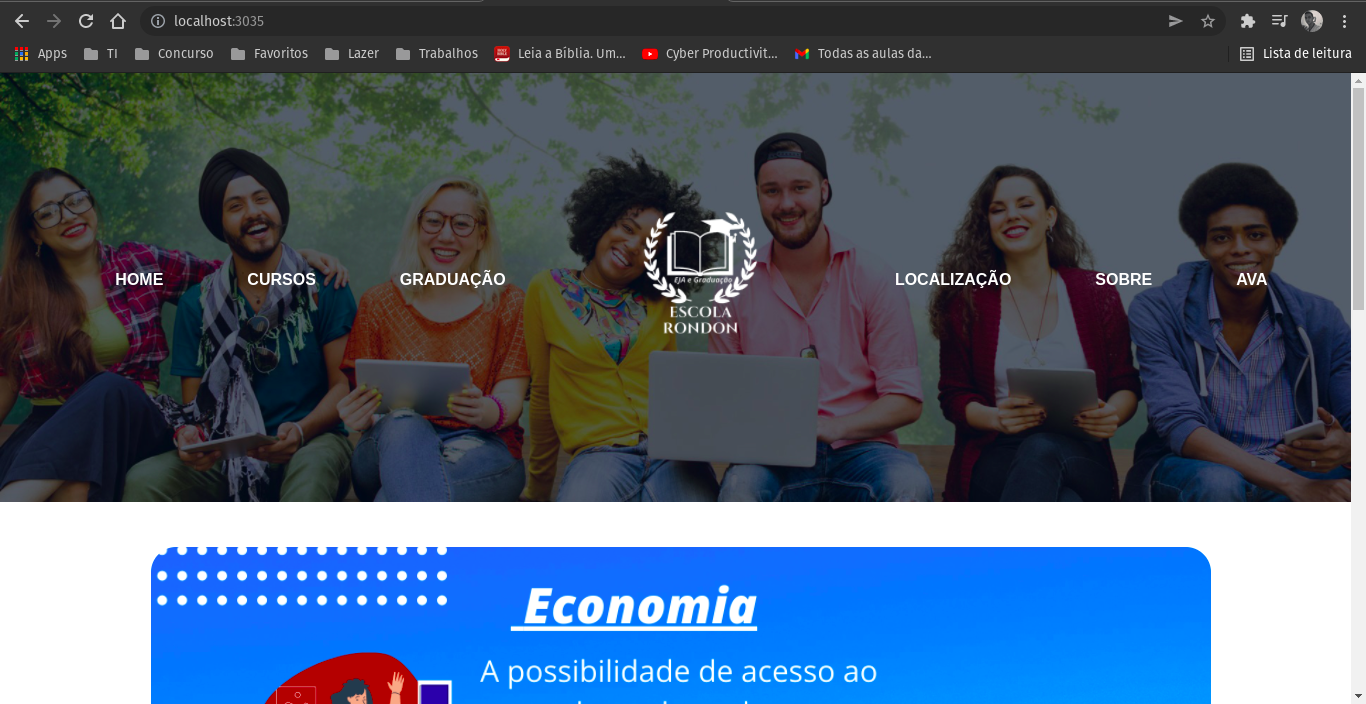 localhost:3035
Apps TI Concurso Favoritos Lazer Trabalhos Leia a Bíblia. Um... Cyber Productivit... Todas as aulas da... Lista de leitura
HOME CURSOS GRADUAÇÃO LOCALIZAÇÃO SOBRE AVA
EJA e Graduação
ESCOLA
RONDON
Economia
A possibilidade de acesso ao